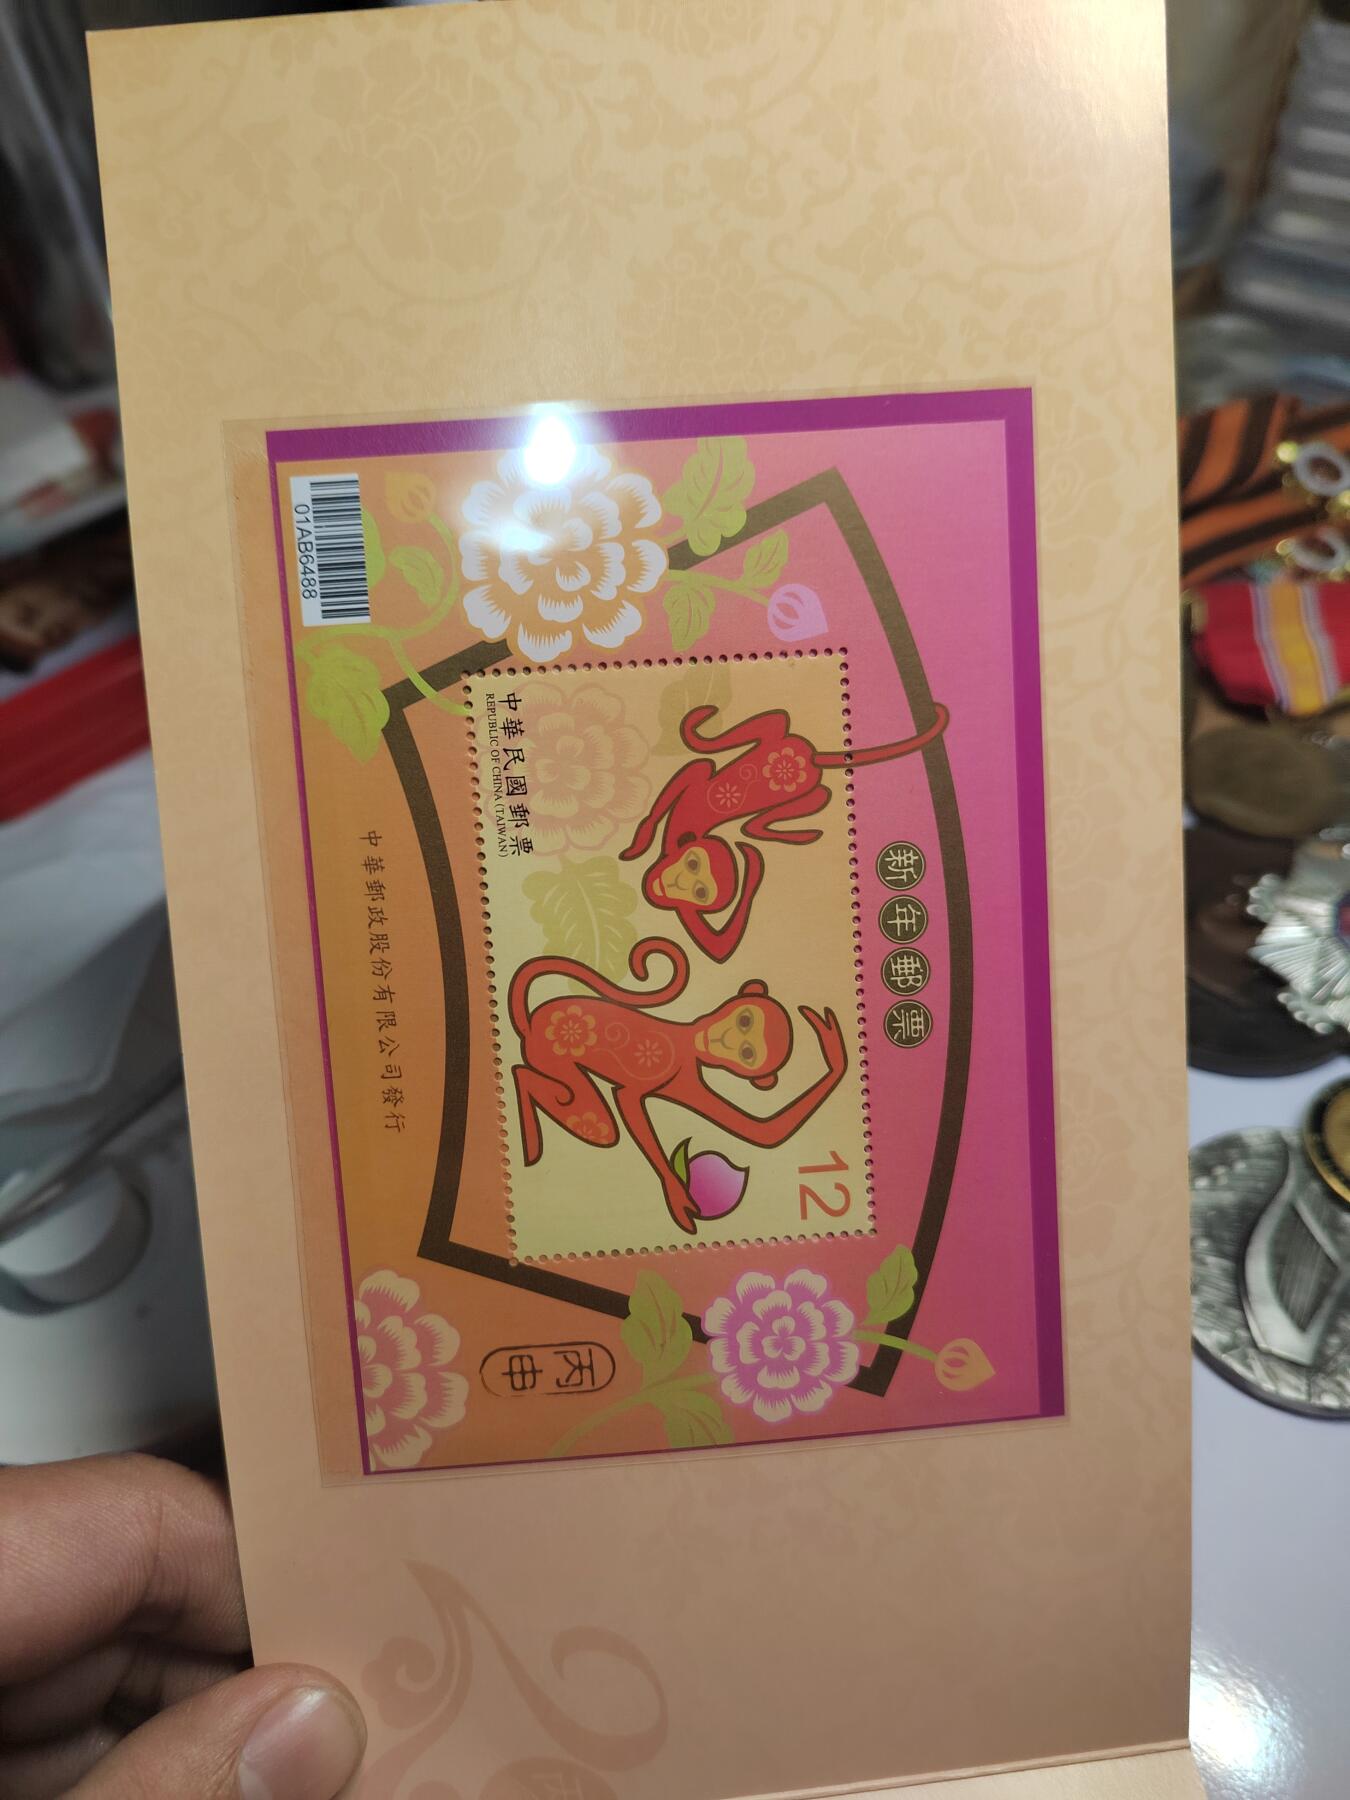 01AB6488
新年郵票
中華民國郵票
REPUBLIC OF CHINA (TAIWAN)
12
丙申
中華郵政股份有限公司發行